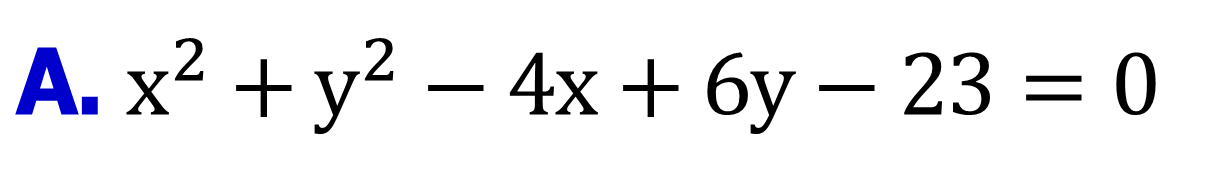 A. x² + y² − 4x + 6y − 23 = 0